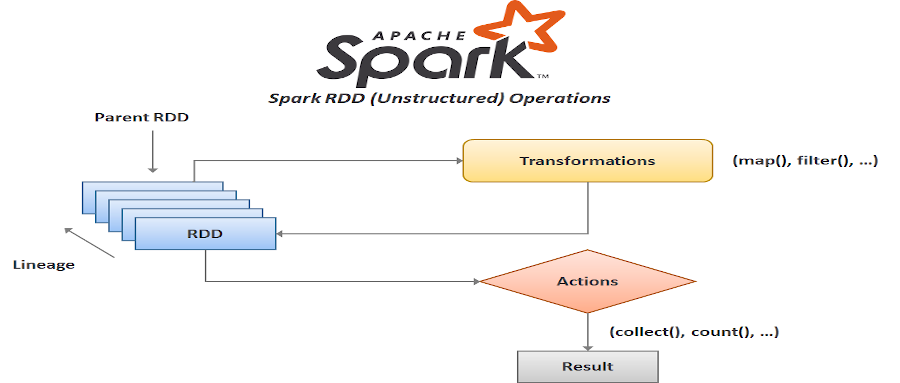 APACHE
Spark™
Spark RDD (Unstructured) Operations
Parent RDD
Transformations
(map(), filter(), ...)
RDD
Lineage
Actions
(collect(), count(), ...)
Result